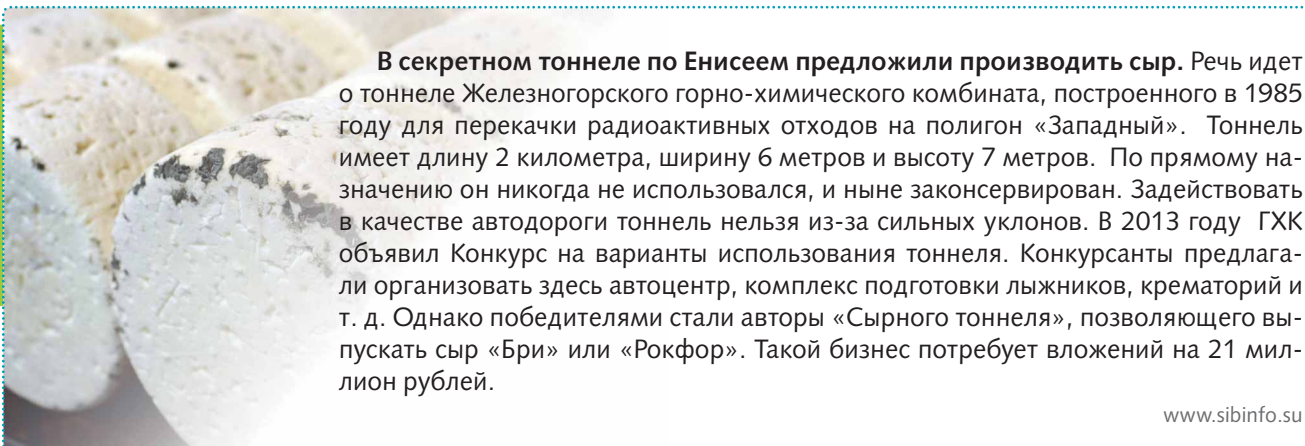 В секретном тоннеле по Енисеем предложили производить сыр. Речь идет
о тоннеле Железногорского горно-химического комбината, построенного в 1985
году для перекачки радиоактивных отходов на полигон «Западный». Тоннель
имеет длину 2 километра, ширину 6 метров и высоту 7 метров. По прямому на-
значению он никогда не использовался, и ныне законсервирован. Задействовать
в качестве автодороги тоннель нельзя из-за сильных уклонов. В 2013 году ГХК
объявил Конкурс на варианты использования тоннеля. Конкурсанты предлага-
ли организовать здесь автоцентр, комплекс подготовки лыжников, крематорий и
т. д. Однако победителями стали авторы «Сырного тоннеля», позволяющего вы-
пускать сыр «Бри» или «Рокфор». Такой бизнес потребует вложений на 21 мил-
лион рублей.
www.sibinfo.su